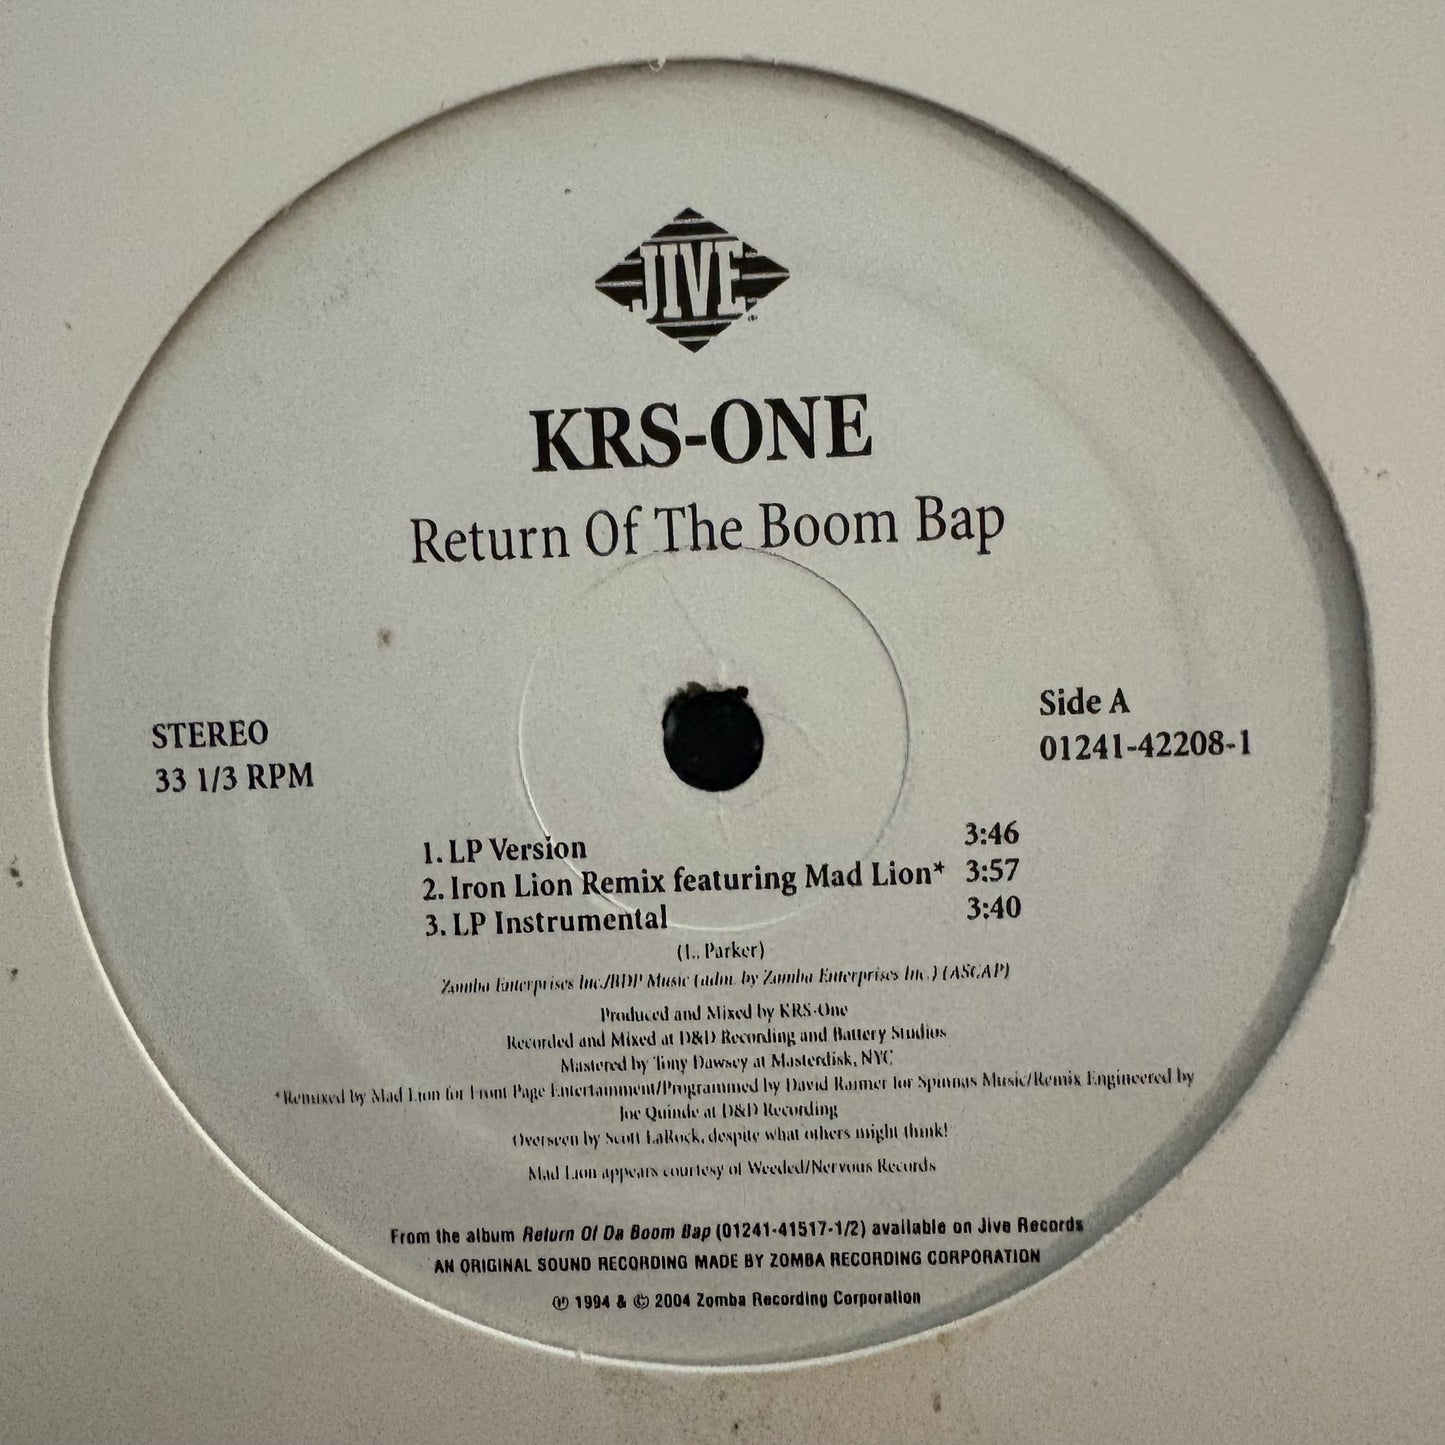 JIVE
KRS-ONE
Return Of The Boom Bap
STEREO
33 1/3 RPM
Side A
01241-42208-1
1. LP Version 3:46
2. Iron Lion Remix featuring Mad Lion* 3:57
3. LP Instrumental 3:40
(L. Parker)
Zomba Enterprises Inc./BDP Music (adm. by Zomba Enterprises Inc.) (ASCAP)
Produced and Mixed by KRS-One
Recorded and Mixed at D&D Recording and Battery Studios
Mastered by Tony Dawsey at Masterdisk, NYC
*Remixed by Mad Lion for Front Page Entertainment/Programmed by David for Spinnas Music/Remix Engineered by
Joe Quinde at D&D Recording
Overseen by Scott LaRock, despite what others might think!
Mad Lion appears courtesy of Weeded/Nervous Records
From the album Return Of Da Boom Bap (01241-41517-1/2) available on Jive Records
AN ORIGINAL SOUND RECORDING MADE BY ZOMBA RECORDING CORPORATION
℗ 1994 & © 2004 Zomba Recording Corporation